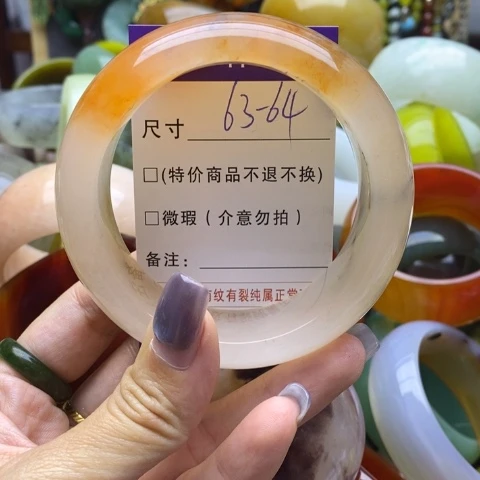 尺寸 63-64
□(特价商品不退不换)
□微瑕(介意勿拍)
备注:
纹有裂纯属正常